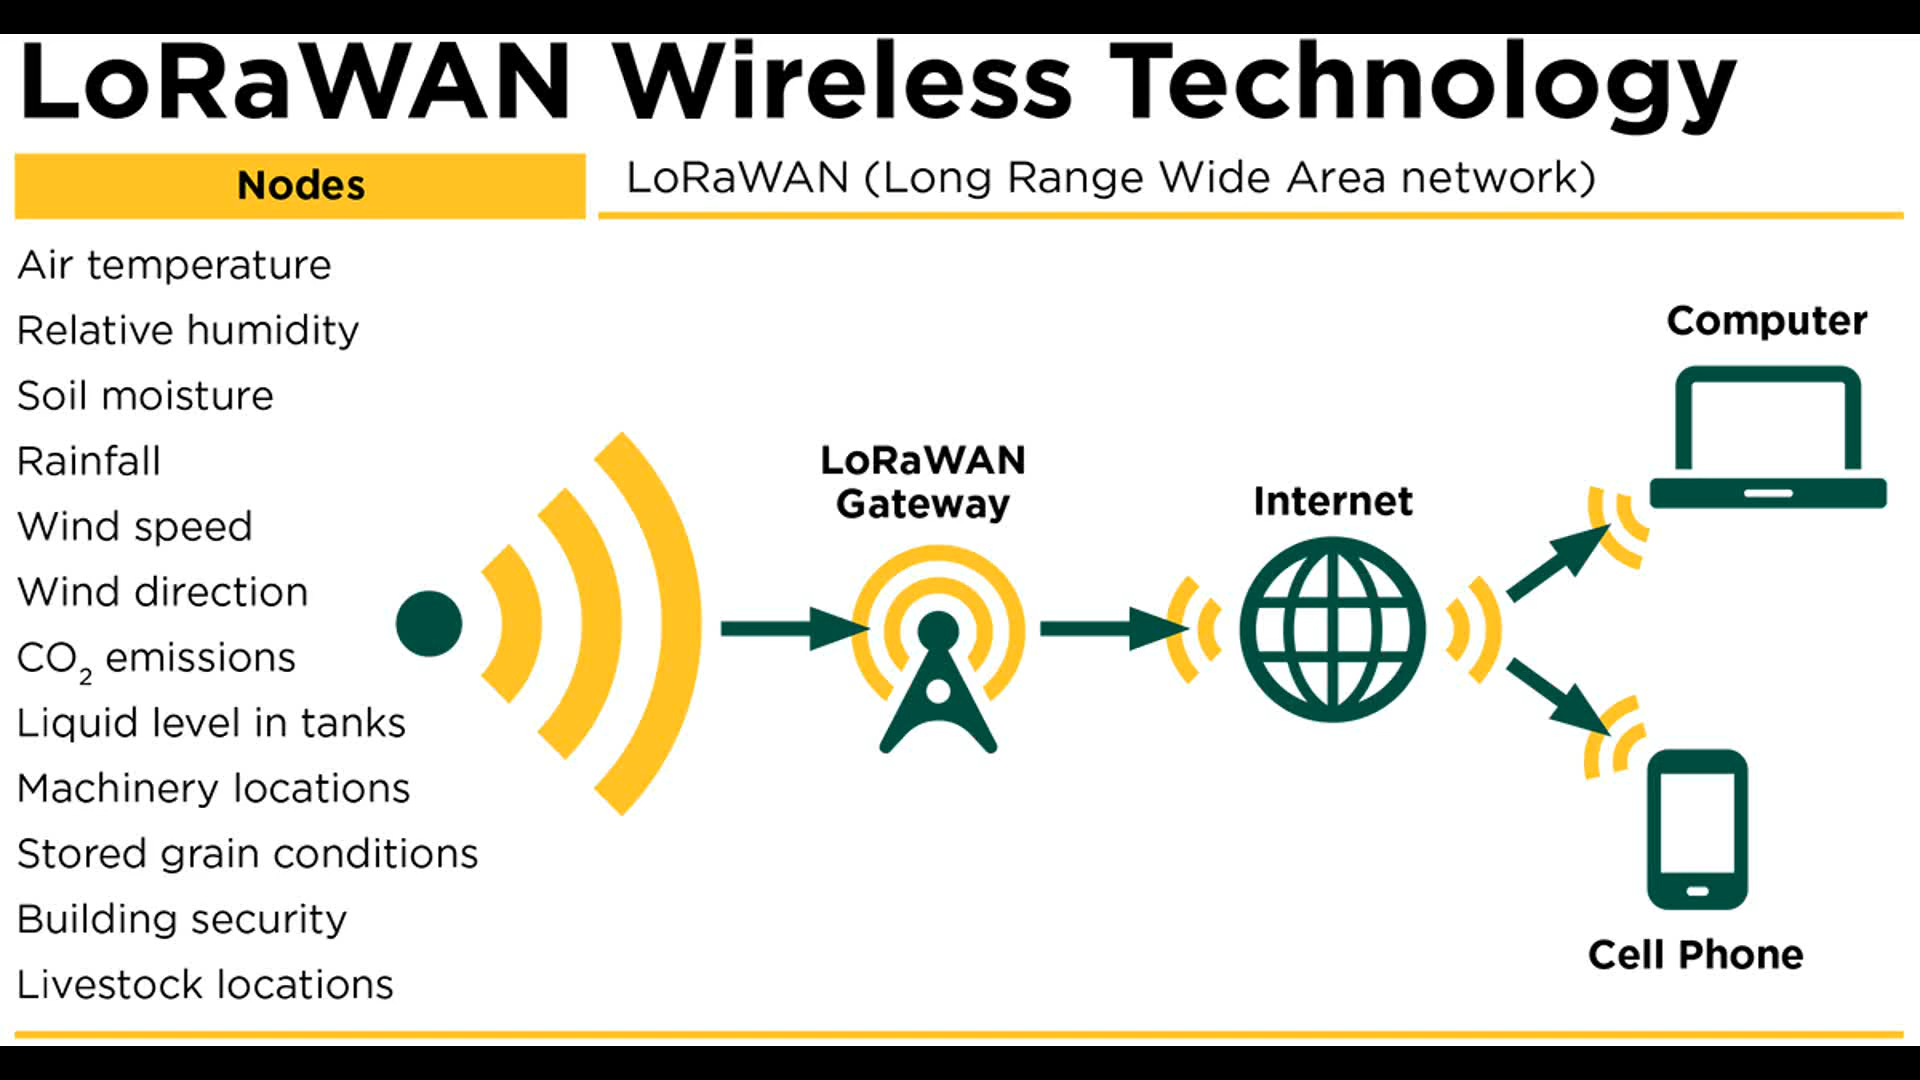 LoRaWAN Wireless Technology
Nodes
LoRaWAN (Long Range Wide Area network)
Air temperature
Relative humidity
Soil moisture
Rainfall
Wind speed
Wind direction
CO₂ emissions
Liquid level in tanks
Machinery locations
Stored grain conditions
Building security
Livestock locations
LoRaWAN
Gateway
Internet
Computer
Cell Phone